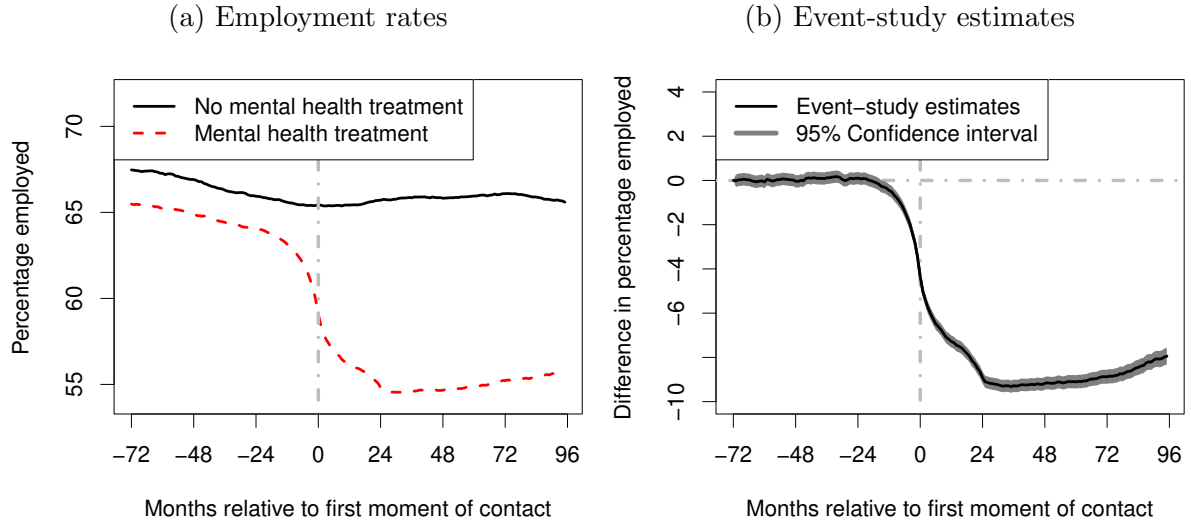 (a) Employment rates
No mental health treatment
Mental health treatment
Percentage employed
70
65
60
55
−72 −48 −24 0 24 48 72 96
Months relative to first moment of contact
(b) Event-study estimates
Event−study estimates
95% Confidence interval
Difference in percentage employed
4
2
0
−2
−4
−6
−8
−10
−72 −48 −24 0 24 48 72 96
Months relative to first moment of contact